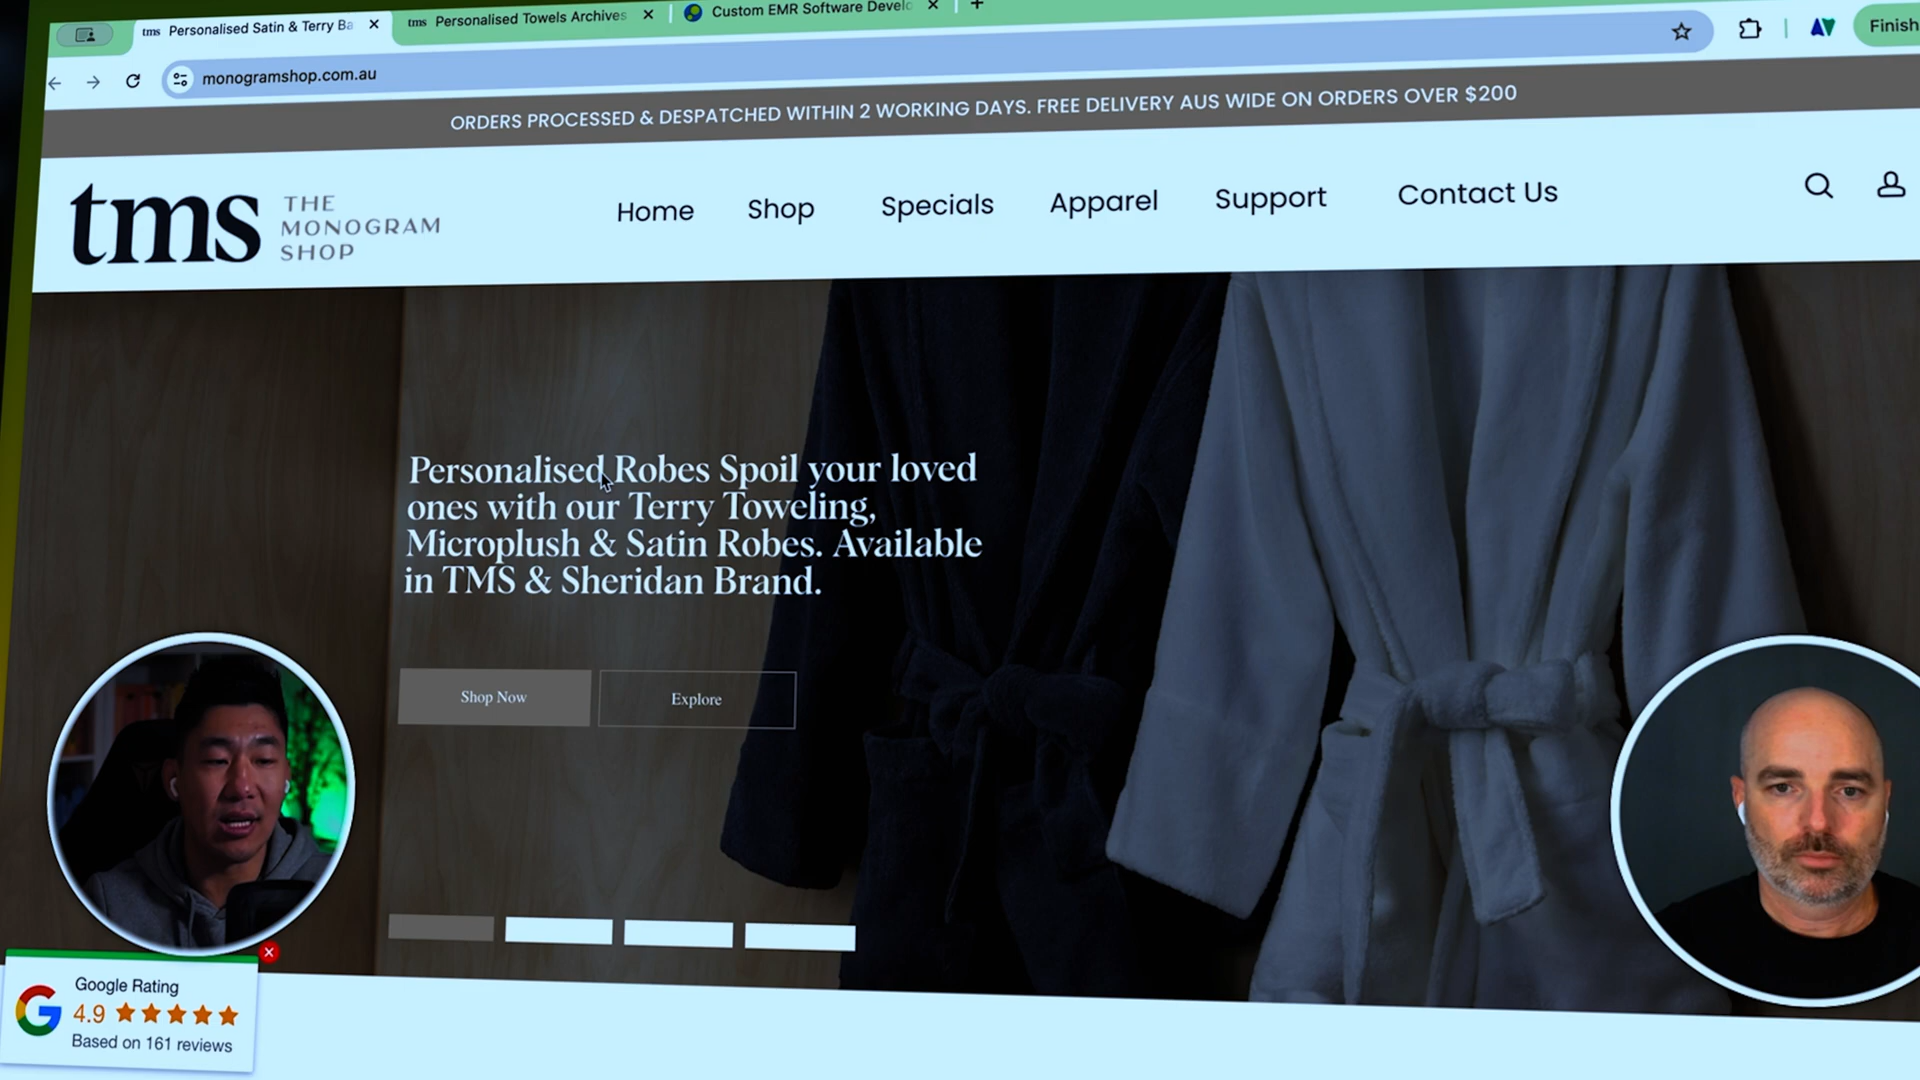 tms Personalised Satin & Terry Ba
tms Personalised Towels Archives
Custom EMR Software Develo
monogramshop.com.au
Finish
ORDERS PROCESSED & DESPATCHED WITHIN 2 WORKING DAYS. FREE DELIVERY AUS WIDE ON ORDERS OVER $200
tms THE
MONOGRAM
SHOP
Home Shop Specials Apparel Support Contact Us
Personalised Robes Spoil your loved
ones with our Terry Toweling,
Microplush & Satin Robes. Available
in TMS & Sheridan Brand.
Shop Now
Explore
Google Rating
4.9
Based on 161 reviews